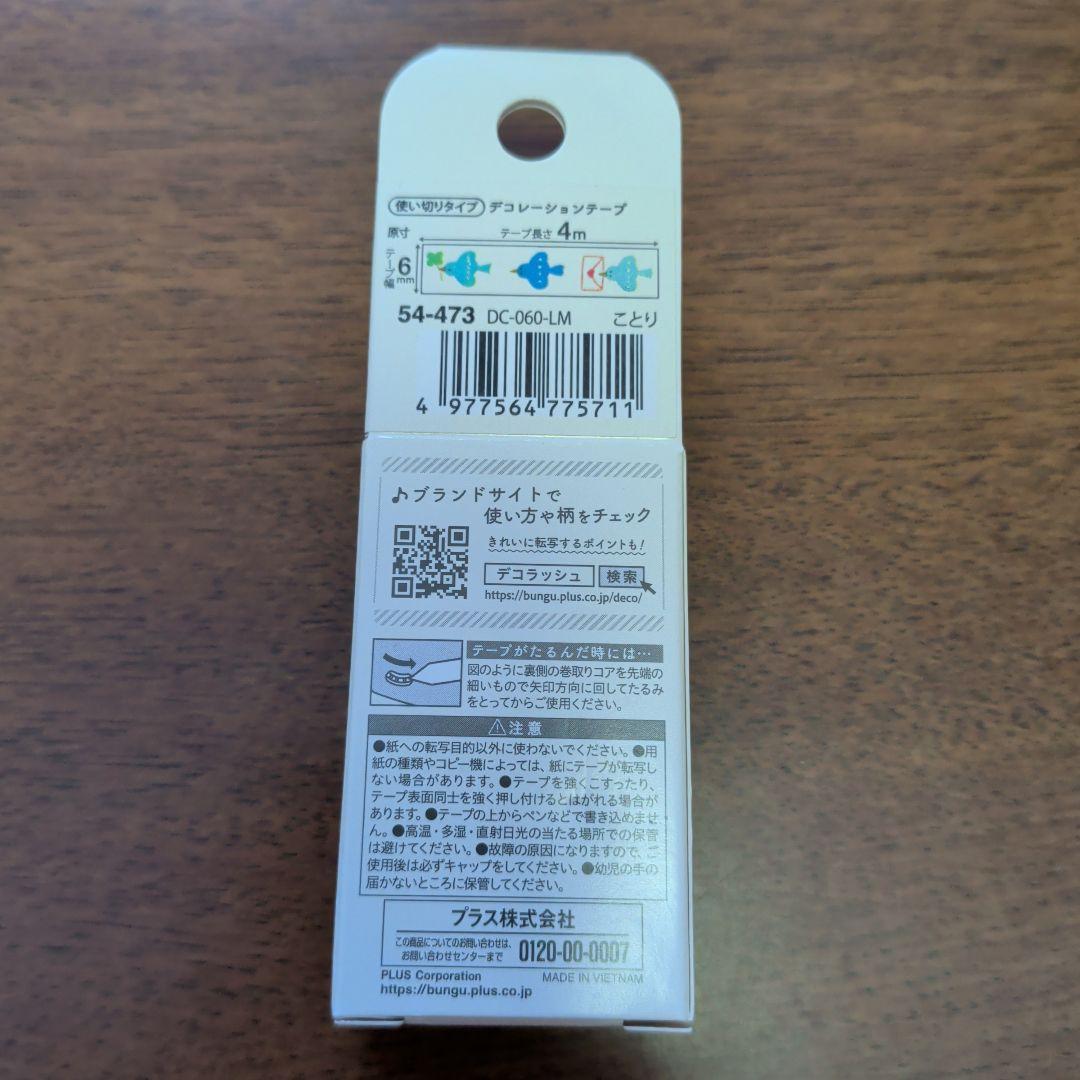 使い切りタイプ デコレーションテープ
原寸 テープ長さ 4m
テープ幅 6mm
54-473 DC-060-LM ことり
4 977564 775711
♪ブランドサイトで
使い方や柄をチェック
きれいに転写するポイントも!
デコラッシュ 検索
https://bungu.plus.co.jp/deco/
テープがたるんだ時には…
図のように裏側の巻取りコアを先端の
細いもので矢印方向に回してたるみ
をとってからご使用ください。
⚠注意
●紙への転写目的以外に使わないでください。●用
紙の種類やコピー機によっては、紙にテープが転写し
ない場合があります。●テープを強くこすったり、
テープ表面同士を強く押し付けるとはがれる場合が
あります。●テープの上からペンなどで書き込めませ
ん。●高温・多湿・直射日光の当たる場所での保管
は避けてください。●故障の原因になりますので、ご
使用後は必ずキャップをしてください。●幼児の手の
届かないところに保管してください。
プラス株式会社
この商品についてのお問い合わせは、
お問い合わせセンターまで 0120-00-0007
PLUS Corporation MADE IN VIETNAM
https://bungu.plus.co.jp